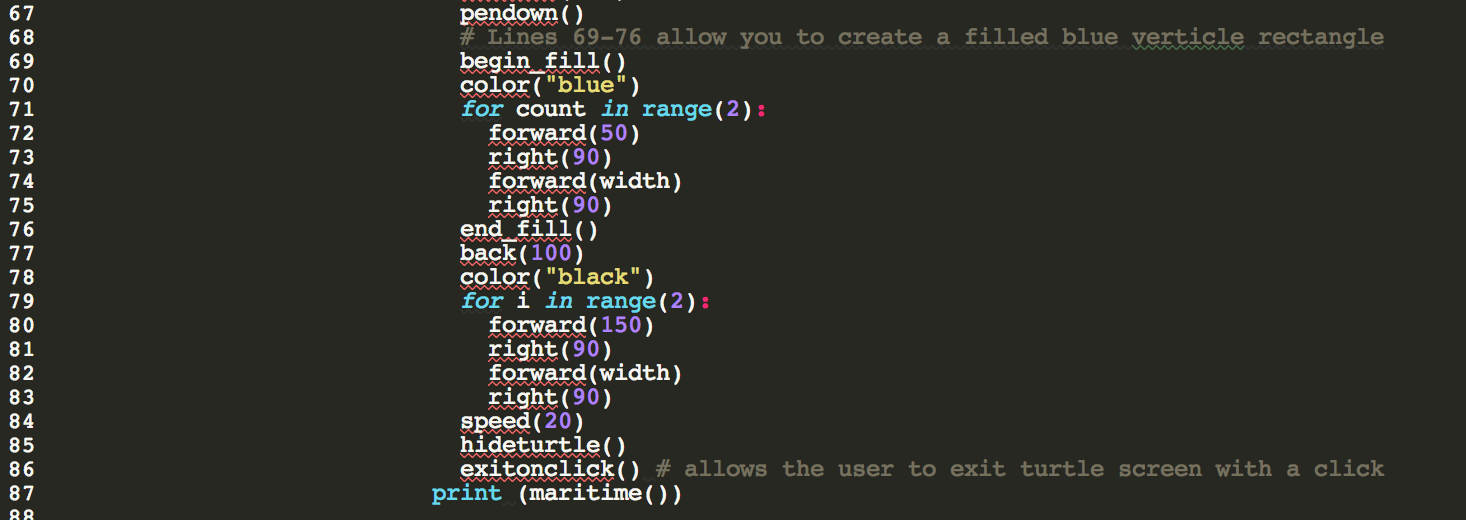 67 pendown()
68 # Lines 69-76 allow you to create a filled blue verticle rectangle
69 begin_fill()
70 color("blue")
71 for count in range(2):
72 forward(50)
73 right(90)
74 forward(width)
75 right(90)
76 end_fill()
77 back(100)
78 color("black")
79 for i in range(2):
80 forward(150)
81 right(90)
82 forward(width)
83 right(90)
84 speed(20)
85 hideturtle()
86 exitonclick() # allows the user to exit turtle screen with a click
87 print (maritime())
88